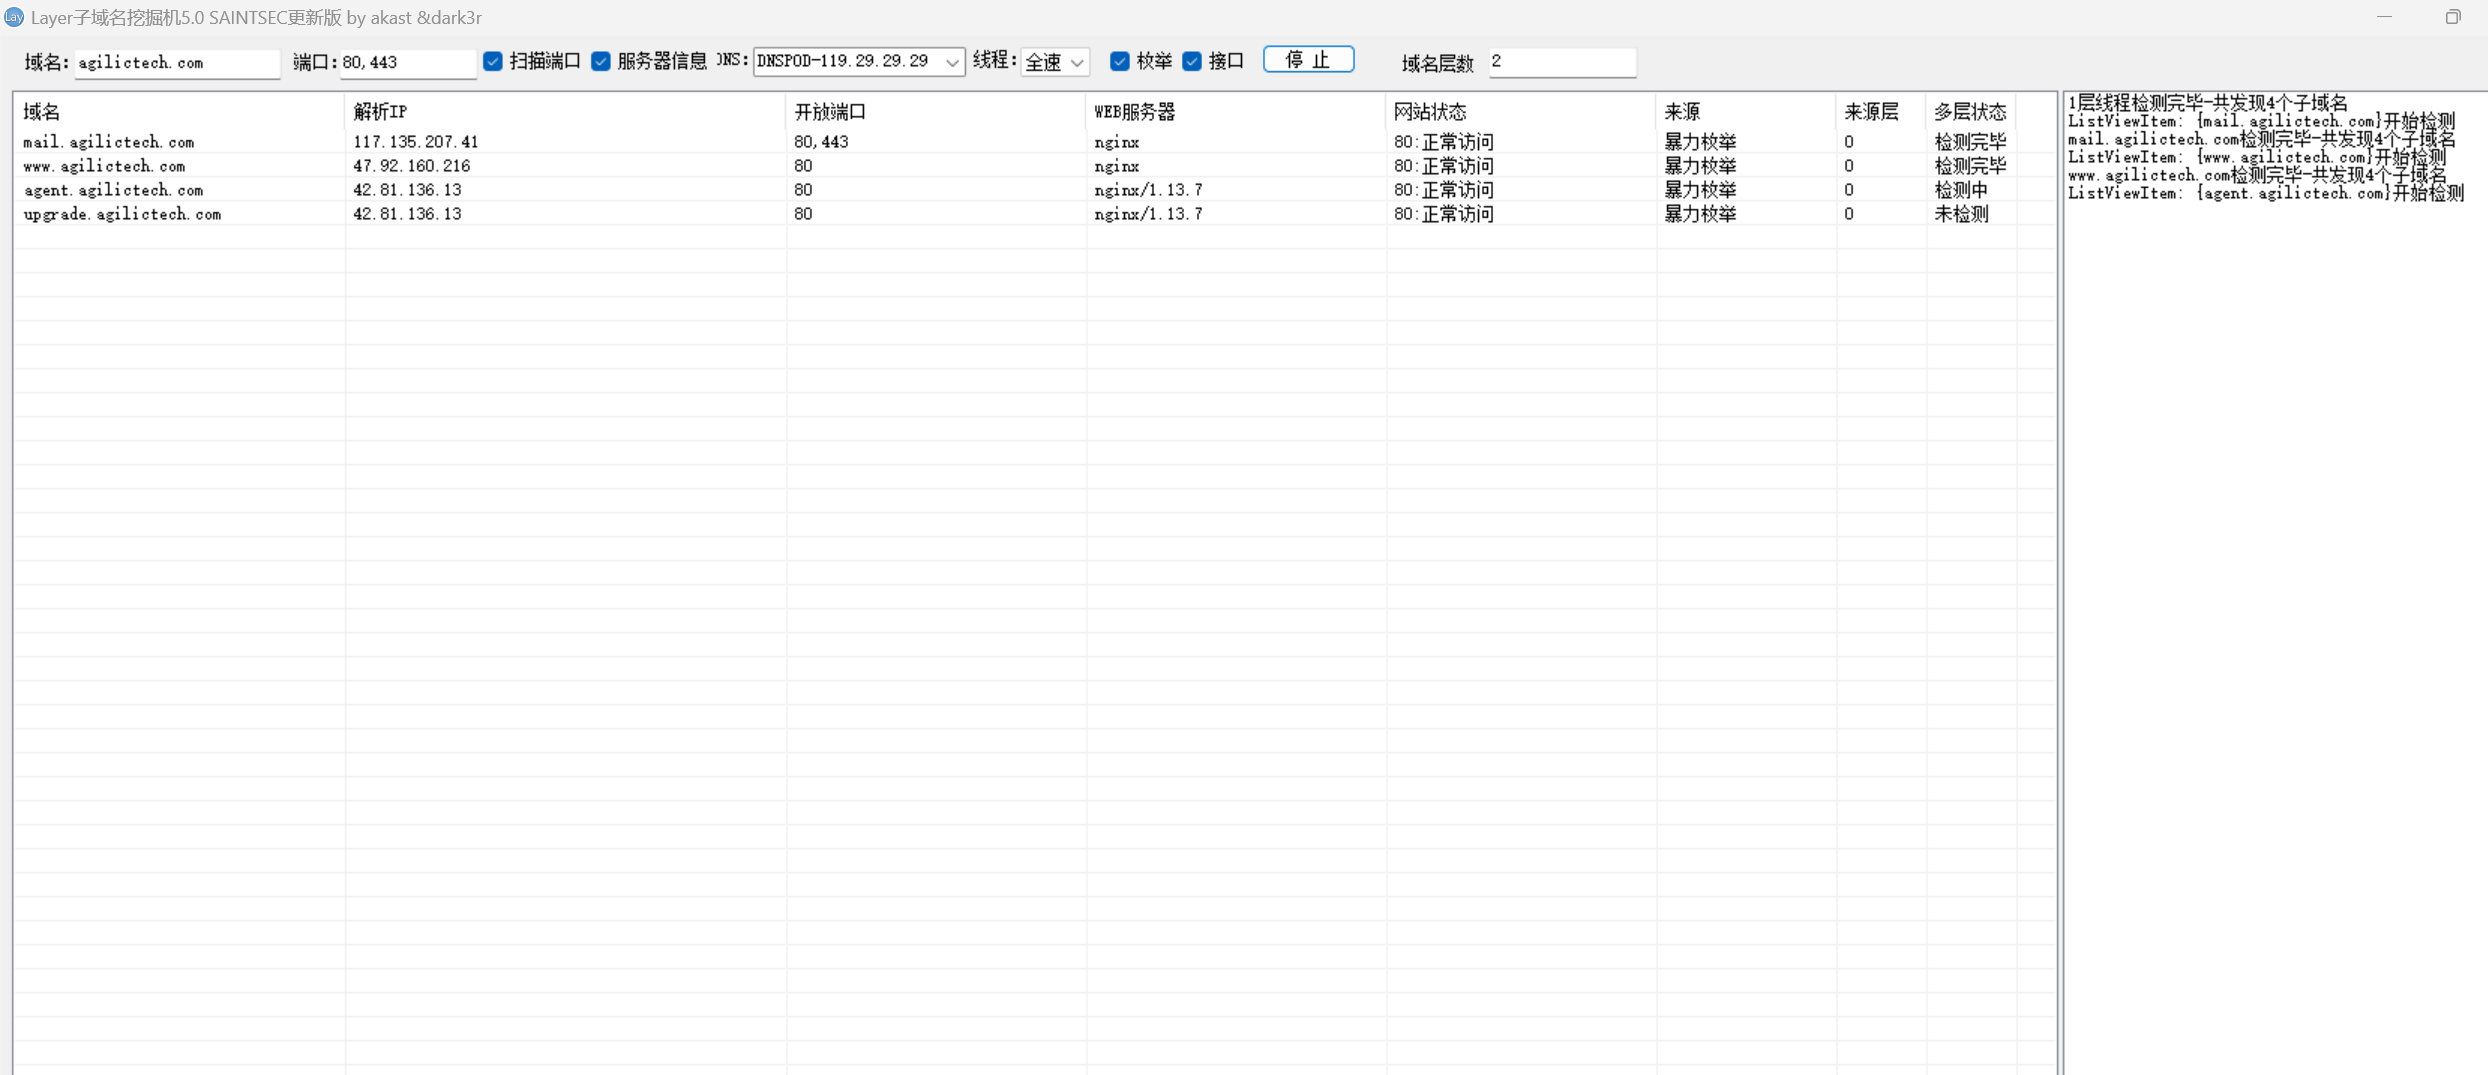 Layer子域名挖掘机5.0 SAINTSEC更新版 by akast &dark3r
域名: agilictech.com 端口: 80,443 扫描端口 服务器信息 DNS: DNSPOD-119.29.29.29 线程: 全速 枚举 接口 停 止 域名层数 2
域名 解析IP 开放端口 WEB服务器 网站状态 来源 来源层 多层状态
mail.agilictech.com 117.135.207.41 80,443 nginx 80:正常访问 暴力枚举 0 检测完毕
www.agilictech.com 47.92.160.216 80 nginx 80:正常访问 暴力枚举 0 检测完毕
agent.agilictech.com 42.81.136.13 80 nginx/1.13.7 80:正常访问 暴力枚举 0 检测中
upgrade.agilictech.com 42.81.136.13 80 nginx/1.13.7 80:正常访问 暴力枚举 0 未检测
1层线程检测完毕-共发现4个子域名
ListViewItem: {mail.agilictech.com}开始检测
mail.agilictech.com检测完毕-共发现4个子域名
ListViewItem: {www.agilictech.com}开始检测
www.agilictech.com检测完毕-共发现4个子域名
ListViewItem: {agent.agilictech.com}开始检测